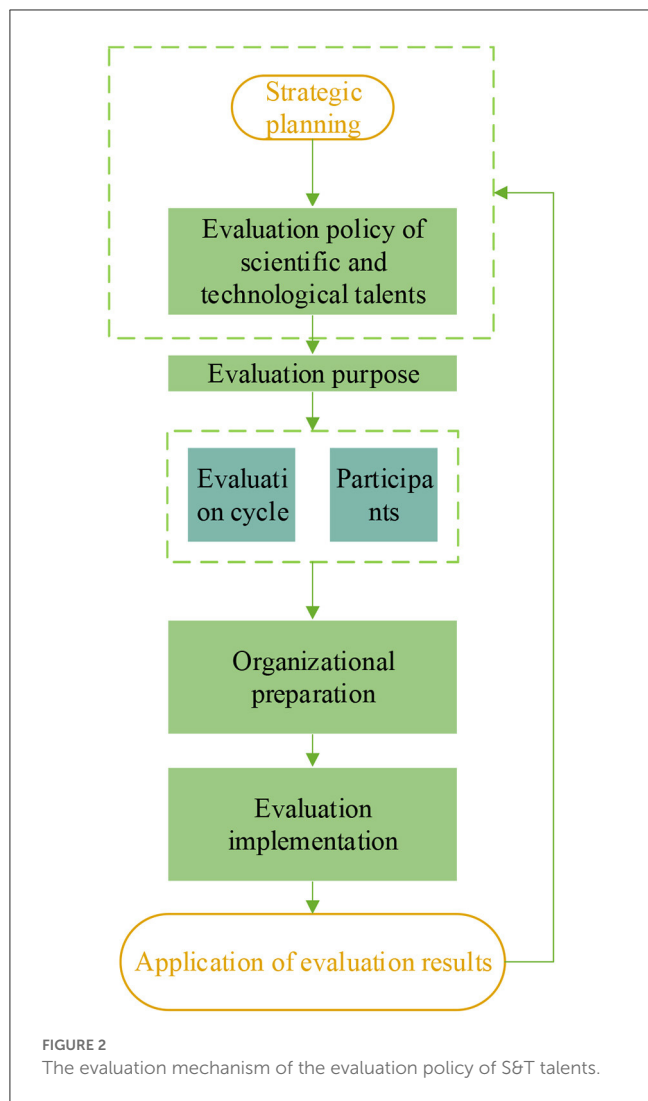 Strategic
planning
Evaluation policy of
scientific and
technological talents
Evaluation purpose
Evaluati
on cycle
Participa
nts
Organizational
preparation
Evaluation
implementation
Application of evaluation results
FIGURE 2
The evaluation mechanism of the evaluation policy of S&T talents.